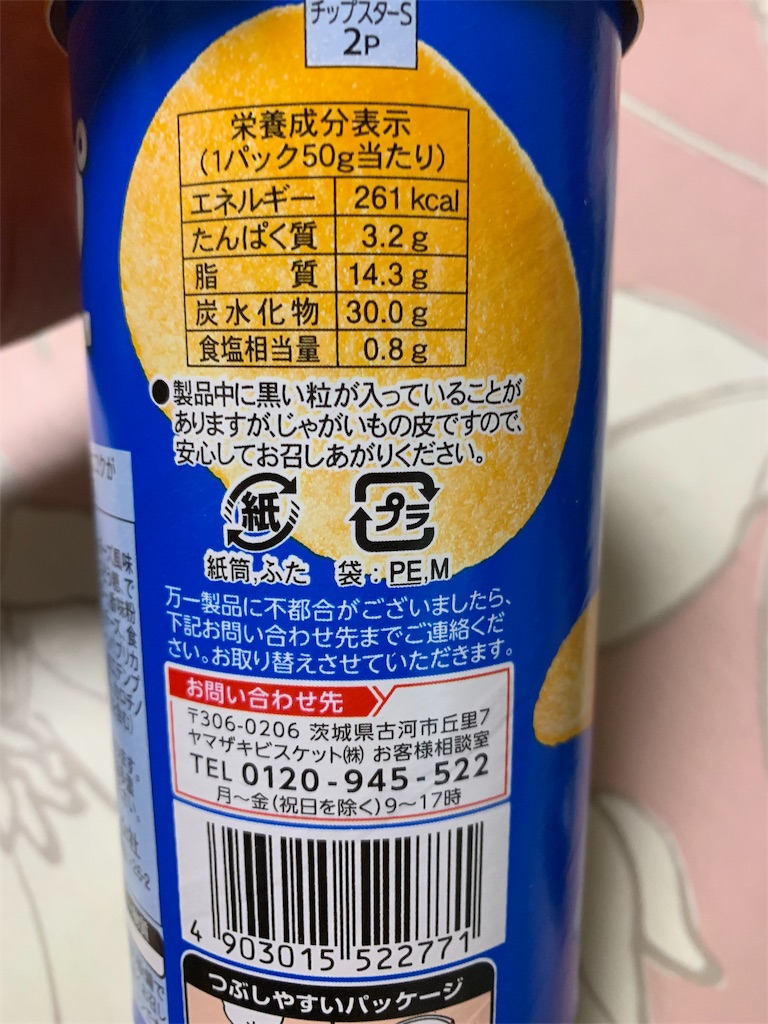 チップスターS
2P
栄養成分表示
(1パック50g当たり)
エネルギー 261 kcal
たんぱく質 3.2 g
脂質 14.3 g
炭水化物 30.0 g
食塩相当量 0.8 g
●製品中に黒い粒が入っていることが
ありますが、じゃがいもの皮ですので、
安心してお召しあがりください。
紙 プラ
紙筒,ふた 袋:PE,M
万一製品に不都合がございましたら、
下記お問い合わせ先までご連絡くだ
さい。お取り替えさせていただきます。
お問い合わせ先
〒306-0206 茨城県古河市丘里7
ヤマザキビスケット㈱ お客様相談室
TEL 0120-945-522
月〜金(祝日を除く)9〜17時
4 903015 522771
つぶしやすいパッケージ